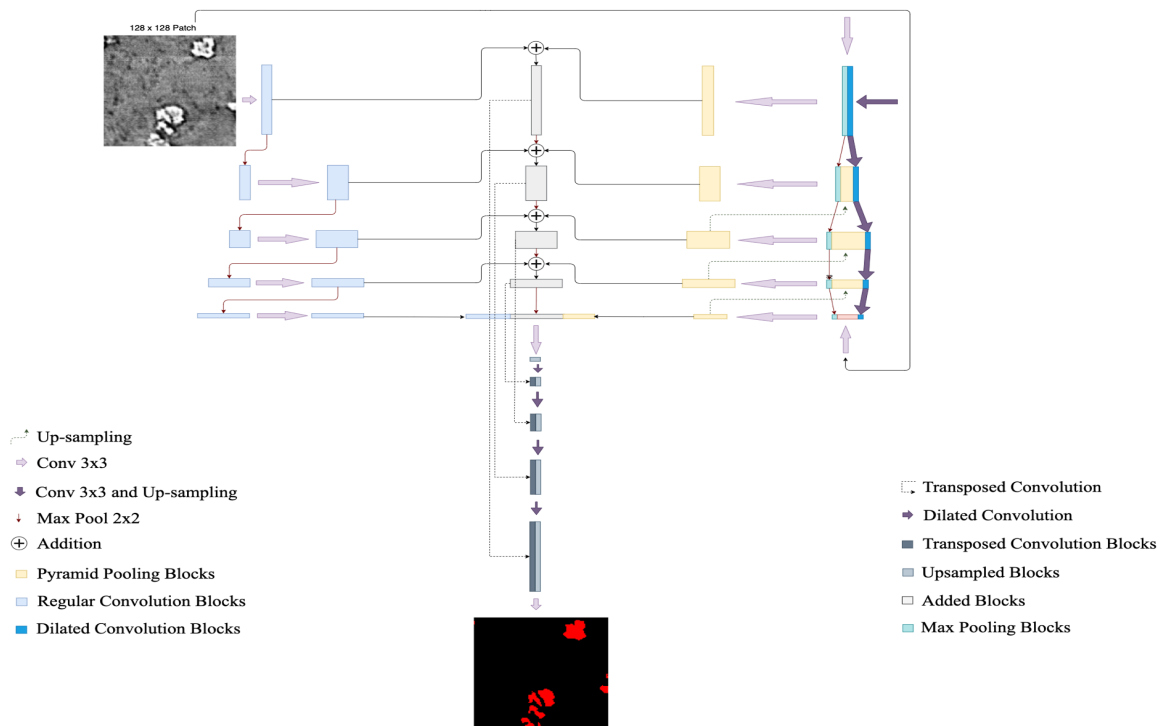 128 x 128 Patch
Up-sampling
Conv 3x3
Conv 3x3 and Up-sampling
Max Pool 2x2
Addition
Pyramid Pooling Blocks
Regular Convolution Blocks
Dilated Convolution Blocks
Transposed Convolution
Dilated Convolution
Transposed Convolution Blocks
Upsampled Blocks
Added Blocks
Max Pooling Blocks